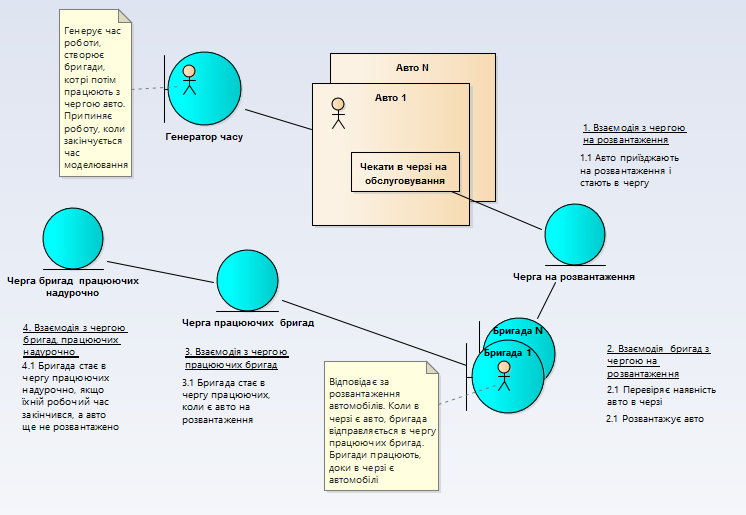 Генерує час
роботи,
створює
бригади,
котрі потім
працюють з
чергою авто.
Припиняє
роботу, коли
закінчується
час
моделювання
Генератор часу
Авто N
Авто 1
Чекати в черзі на
обслуговування
1. Взаємодія з чергою
на розвантаження
1.1 Авто приїзджають
на розвантаження і
стають в чергу
Черга на розвантаження
Черга бригад працюючих
надурочно
Черга працюючих бригад
Бригада N
Бригада 1
4. Взаємодія з чергою
бригад, працюючих
надурочно
4.1 Бригада стає в
чергу працюючих
надурочно, якщо
їхній робочий час
закінчився, а авто
ще не розвантажено
3. Взаємодія з чергою
працюючих бригад
3.1 Бригада стає в
чергу працюючих,
коли є авто на
розвантаження
Відповідає за
розвантаження
автомобілів. Коли в
черзі є авто, бригада
відправляється в чергу
працюючих бригад.
Бригади працюють,
доки в черзі є
автомобілі
2. Взаємодія бригад з
чергою на
розвантаження
2.1 Перевіряє наявність
авто в черзі
2.1 Розвантажує авто